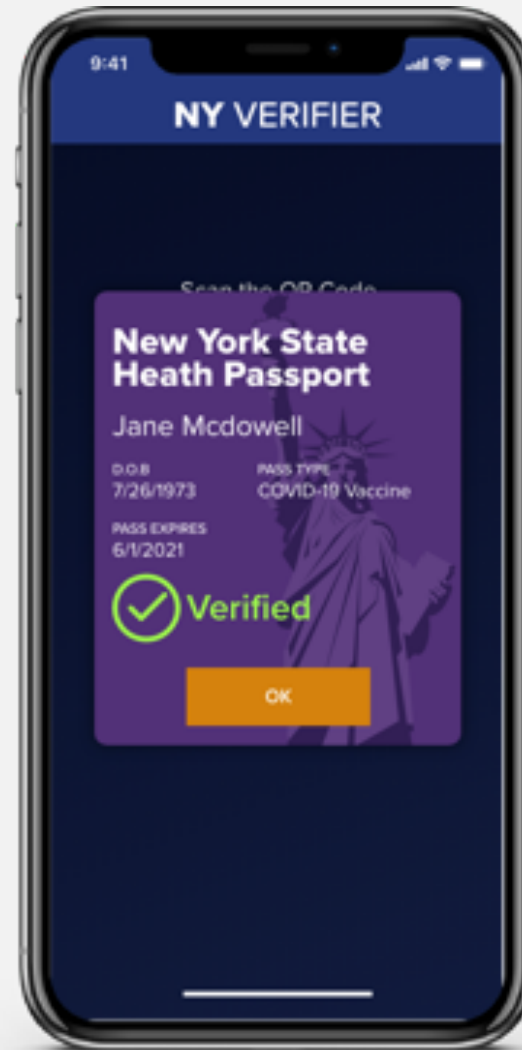 9:41
NY VERIFIER
Scan the QR Code
New York State
Heath Passport
Jane Mcdowell
D.O.B PASS TYPE
7/26/1973 COVID-19 Vaccine
PASS EXPIRES
6/1/2021
Verified
OK